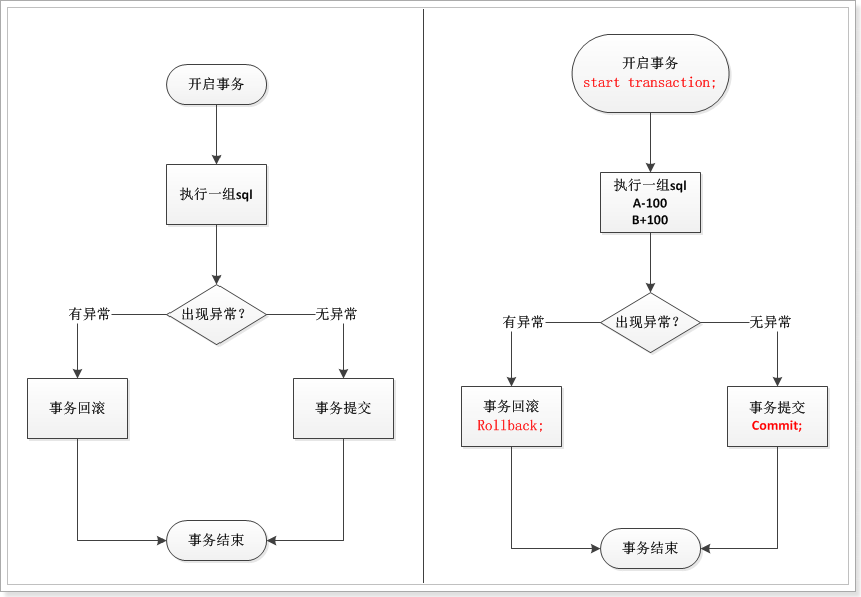 开启事务
执行一组sql
出现异常?
有异常
无异常
事务回滚
事务提交
事务结束
开启事务
start transaction;
执行一组sql
A-100
B+100
出现异常?
有异常
无异常
事务回滚
Rollback;
事务提交
Commit;
事务结束